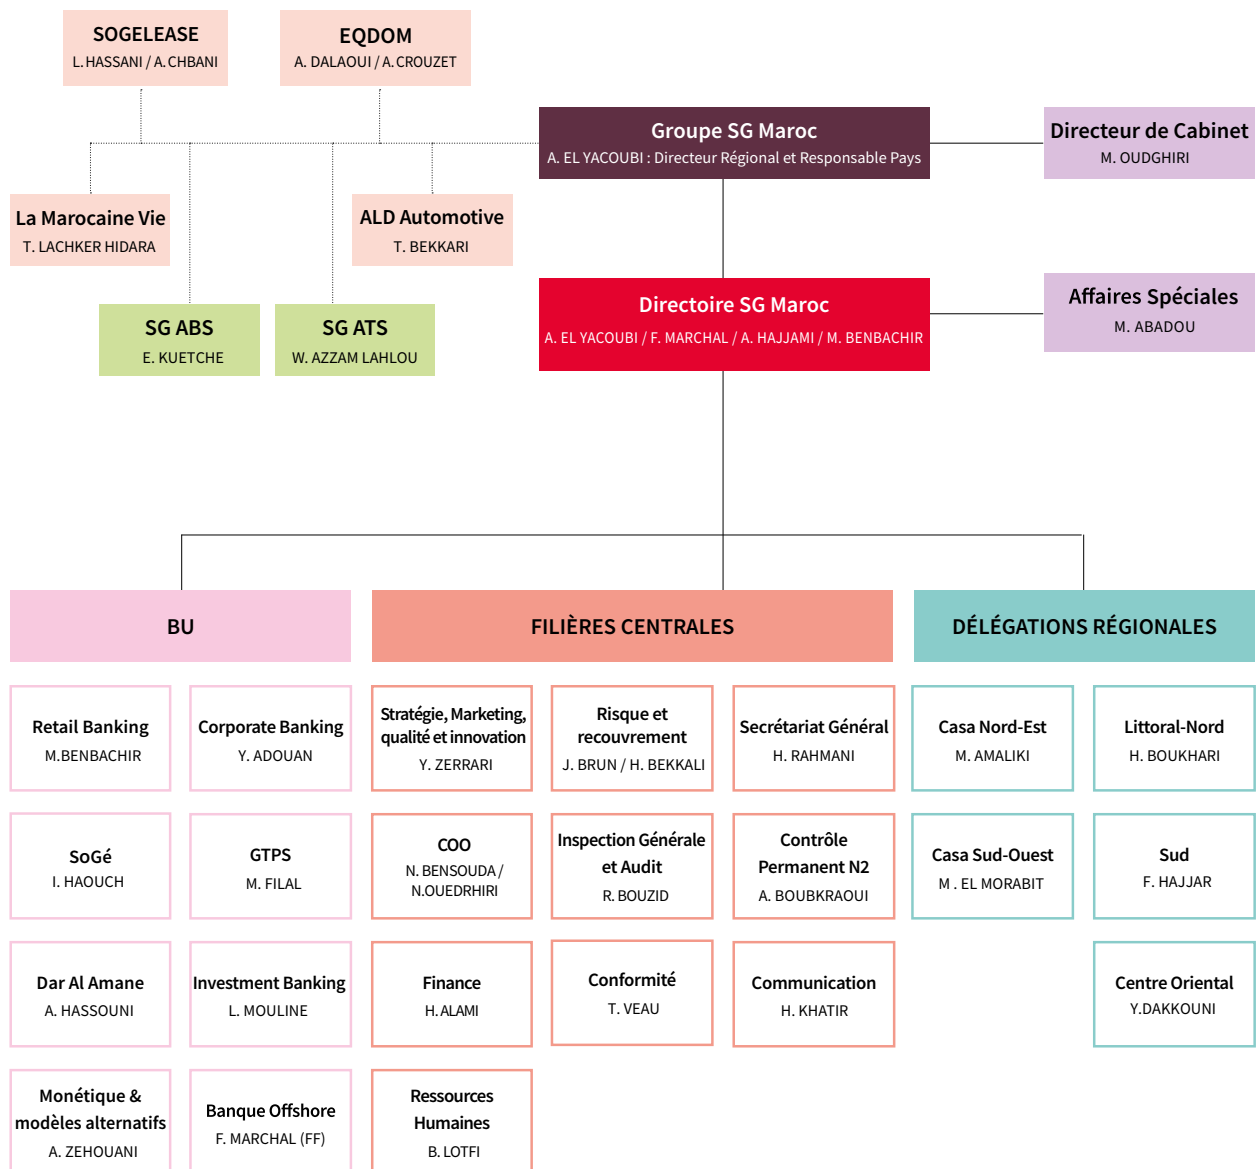 SOGELEASE
L. HASSANI / A. CHBANI
EQDOM
A. DALAOUI / A. CROUZET
Groupe SG Maroc
A. EL YACOUBI : Directeur Régional et Responsable Pays
Directeur de Cabinet
M. OUDGHIRI
La Marocaine Vie
T. LACHKER HIDARA
ALD Automotive
T. BEKKARI
SG ABS
E. KUETCHE
SG ATS
W. AZZAM LAHLOU
Directoire SG Maroc
A. EL YACOUBI / F. MARCHAL / A. HAJJAMI / M. BENBACHIR
Affaires Spéciales
M. ABADOU
BU
FILIÈRES CENTRALES
DÉLÉGATIONS RÉGIONALES
Retail Banking
M.BENBACHIR
Corporate Banking
Y. ADOUAN
Stratégie, Marketing,
qualité et innovation
Y. ZERRARI
Risque et
recouvrement
J. BRUN / H. BEKKALI
Secrétariat Général
H. RAHMANI
Casa Nord-Est
M. AMALIKI
Littoral-Nord
H. BOUKHARI
SoGé
I. HAOUCH
GTPS
M. FILAL
COO
N. BENSOUDA /
N.OUEDRHIRI
Inspection Générale
et Audit
R. BOUZID
Contrôle
Permanent N2
A. BOUBKRAOUI
Casa Sud-Ouest
M . EL MORABIT
Sud
F. HAJJAR
Dar Al Amane
A. HASSOUNI
Investment Banking
L. MOULINE
Finance
H. ALAMI
Conformité
T. VEAU
Communication
H. KHATIR
Centre Oriental
Y.DAKKOUNI
Monétique &
modèles alternatifs
A. ZEHOUANI
Banque Offshore
F. MARCHAL (FF)
Ressources
Humaines
B. LOTFI